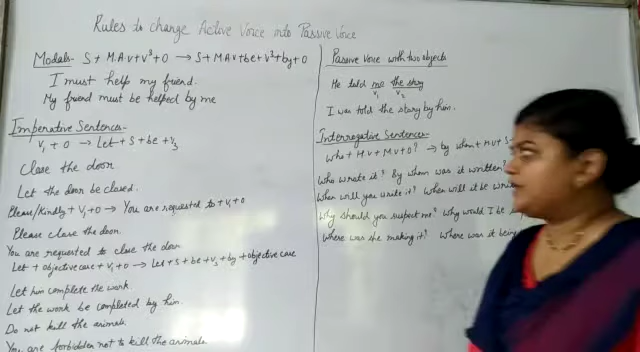 Rules to change Active Voice into Passive Voice
Modals- S + M.A.V + V³ + O → S + M A V + be + V³ + by + O
I must help my friend.
My friend must be helped by me
Imperative Sentences-
V₁ + O → Let + S + be + V₃
Close the door
Let the door be closed.
Please/Kindly + V₁ + O → You are requested to + V₁ + O
Please close the door.
You are requested to close the door
Let + objective case + V₁ + O → Let + S + be + V₃ + by + objective case
Let him complete the work.
Let the work be completed by him.
Do not kill the animals.
You are forbidden not to kill the animals.
Passive Voice with two objects
He told me the story
I was told the story by him.
Interrogative Sentences-
Who + H.V + M.V + O? → by whom + H.V + S
Who wrote it? By whom was it written?
When will you write it? When will it be
Why should you suspect me? Why would I be
Where was she making it? Where was it being